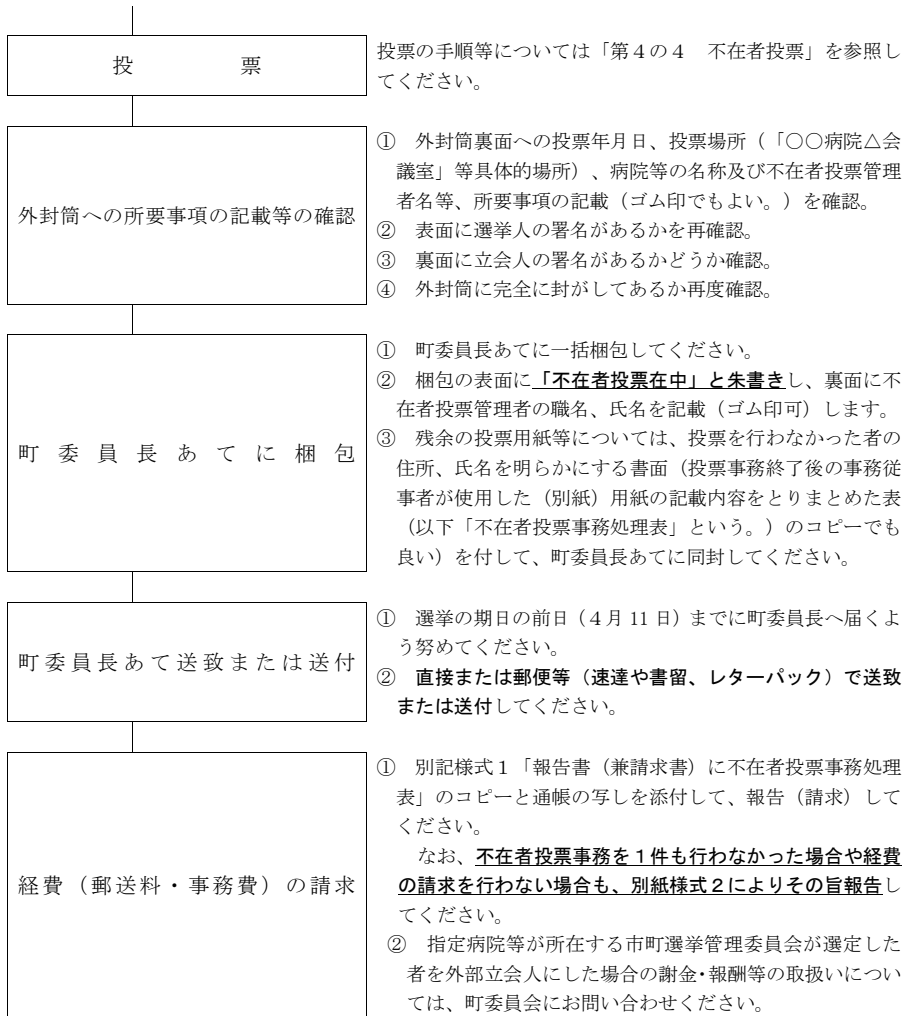 投票
投票の手順等については「第4の4　不在者投票」を参照し
てください。
外封筒への所要事項の記載等の確認
①　外封筒裏面への投票年月日、投票場所（「〇〇病院△会
議室」等具体的場所）、病院等の名称及び不在者投票管理
者名等、所要事項の記載（ゴム印でもよい。）を確認。
②　表面に選挙人の署名があるかを再確認。
③　裏面に立会人の署名があるかどうか確認。
④　外封筒に完全に封がしてあるか再度確認。
町委員長あてに梱包
①　町委員長あてに一括梱包してください。
②　梱包の表面に「不在者投票在中」と朱書きし、裏面に不
在者投票管理者の職名、氏名を記載（ゴム印可）します。
③　残余の投票用紙等については、投票を行わなかった者の
住所、氏名を明らかにする書面（投票事務終了後の事務従
事者が使用した（別紙）用紙の記載内容をとりまとめた表
（以下「不在者投票事務処理表」という。）のコピーでも
良い）を付して、町委員長あてに同封してください。
町委員長あて送致または送付
①　選挙の期日の前日（４月11日）までに町委員長へ届くよ
う努めてください。
②　直接または郵便等（速達や書留、レターパック）で送致
または送付してください。
経費（郵送料・事務費）の請求
①　別記様式１「報告書（兼請求書）に不在者投票事務処理
表」のコピーと通帳の写しを添付して、報告（請求）して
ください。
なお、不在者投票事務を１件も行わなかった場合や経費
の請求を行わない場合も、別紙様式２によりその旨報告し
てください。
②　指定病院等が所在する市町選挙管理委員会が選定した
者を外部立会人にした場合の謝金・報酬等の取扱いについ
ては、町委員会にお問い合わせください。